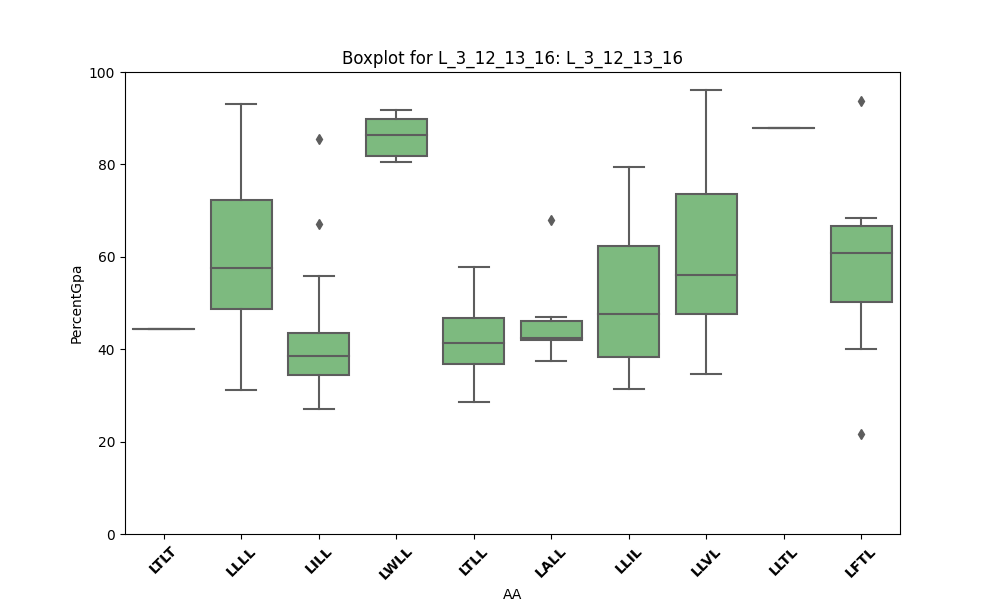 Boxplot for L_3_12_13_16: L_3_12_13_16
PercentGpa
100
80
60
40
20
0
LTLT LLLL LILL LWLL LTLL LALL LLIL LLVL LLTL LFTL
AA